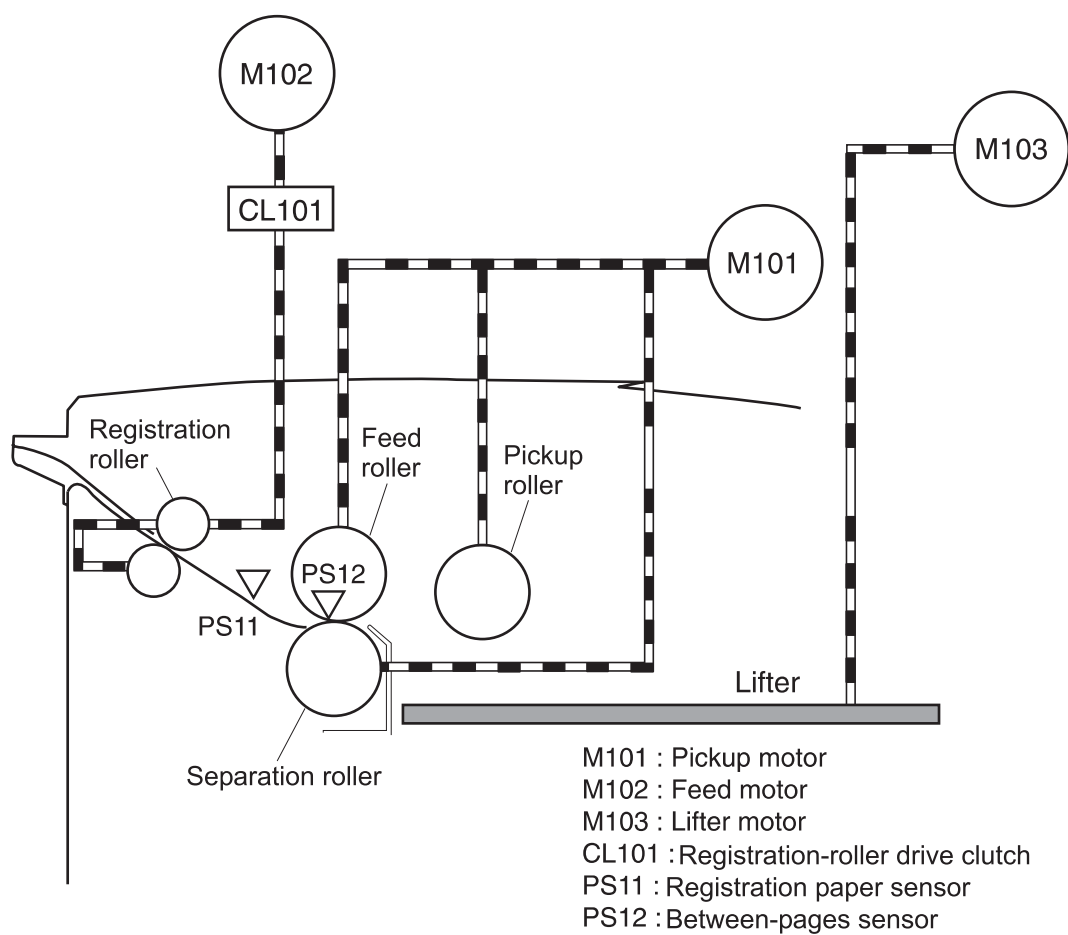 M102
M103
CL101
M101
Registration
roller
Feed
roller
Pickup
roller
PS12
PS11
Lifter
Separation roller
M101 : Pickup motor
M102 : Feed motor
M103 : Lifter motor
CL101 : Registration-roller drive clutch
PS11 : Registration paper sensor
PS12 : Between-pages sensor